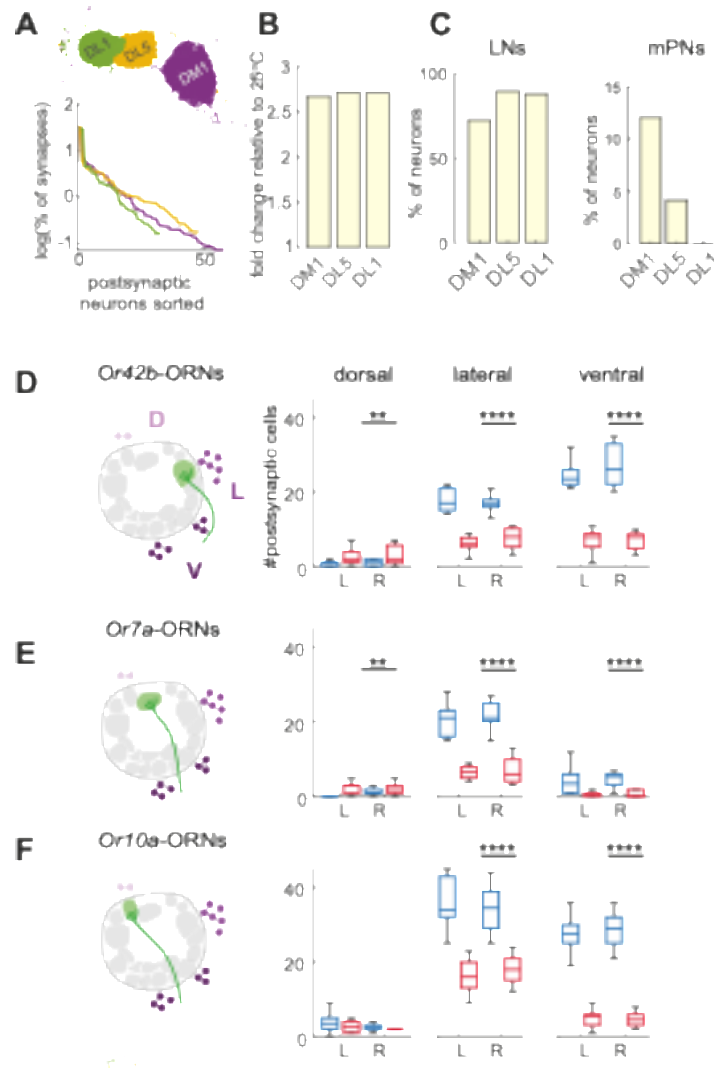 A
DL1 DL5 DM1
log(% of synapses)
2
1
0
-1
0
50
postsynaptic
neurons sorted
B
fold change relative to 25°C
3
2.5
2
1.5
1
DM1 DL5 DL1
C
LNs
% of neurons
100
50
0
DM1 DL5 DL1
mPNs
% of neurons
15
10
5
0
DM1 DL5 DL1
D
Or42b-ORNs
D
L
V
dorsal lateral ventral
#postsynaptic cells
40
20
0
** **** ****
L R L R L R
E
Or7a-ORNs
40
20
0
** **** ****
L R L R L R
F
Or10a-ORNs
40
20
0
**** ****
L R L R L R